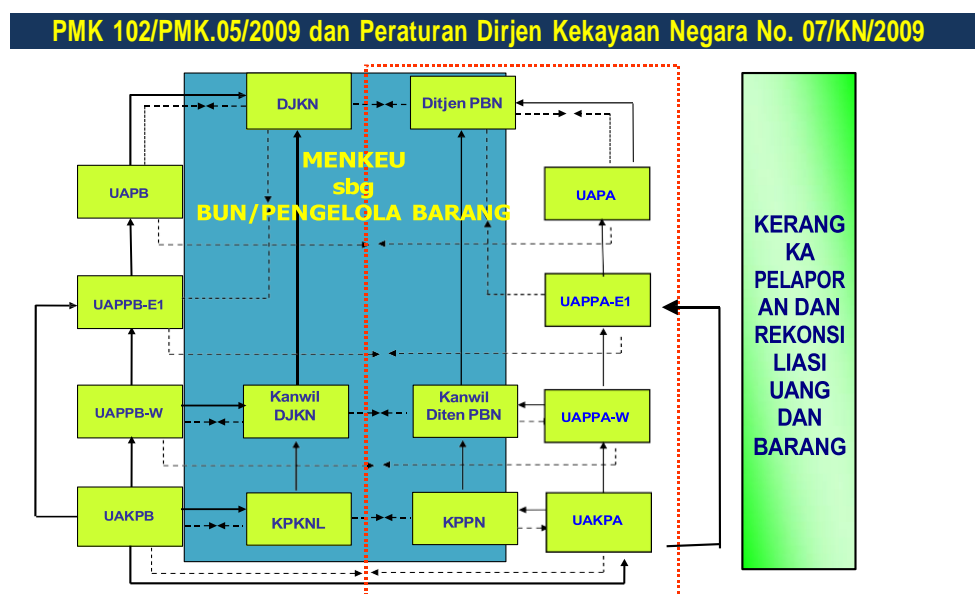 PMK 102/PMK.05/2009 dan Peraturan Dirjen Kekayaan Negara No. 07/KN/2009
DJKN
Ditjen PBN
MENKEU
sbg
BUN/PENGELOLA BARANG
UAPB
UAPA
UAPPB-E1
UAPPA-E1
UAPPB-W
Kanwil
DJKN
Kanwil
Diten PBN
UAPPA-W
UAKPB
KPKNL
KPPN
UAKPA
KERANG
KA
PELAPOR
AN DAN
REKONSI
LIASI
UANG
DAN
BARANG